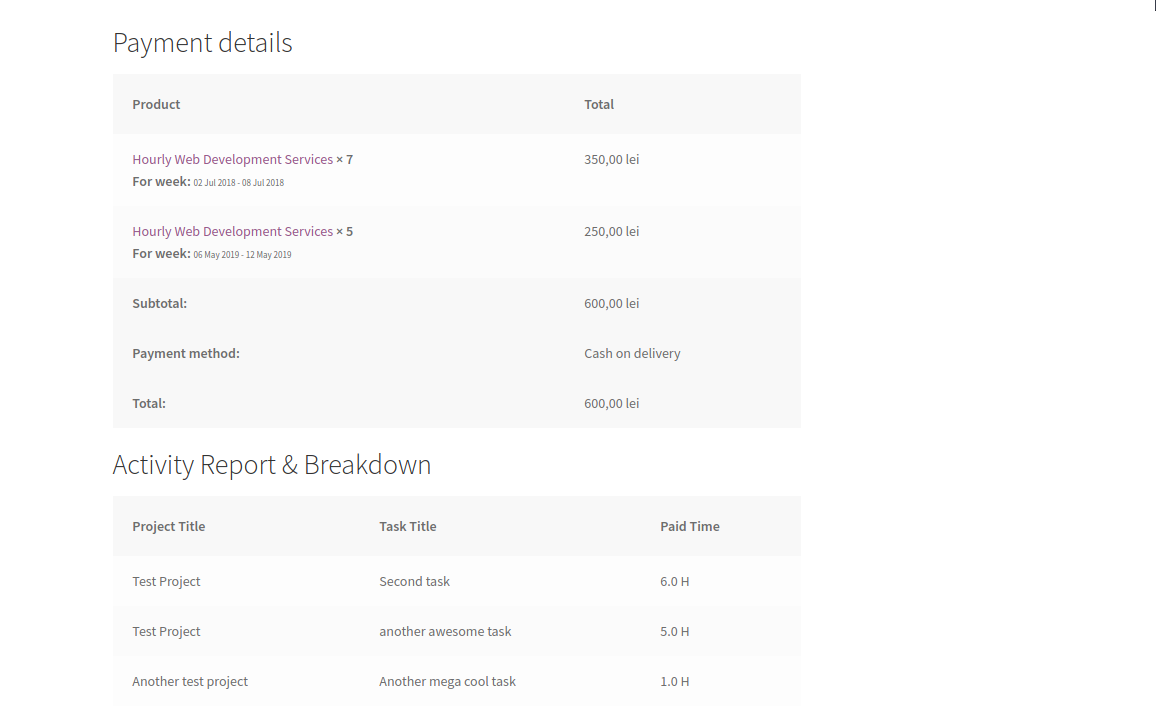 Payment details
Product Total
Hourly Web Development Services × 7 350,00 lei
For week: 02 Jul 2018 - 08 Jul 2018
Hourly Web Development Services × 5 250,00 lei
For week: 06 May 2019 - 12 May 2019
Subtotal: 600,00 lei
Payment method: Cash on delivery
Total: 600,00 lei
Activity Report & Breakdown
Project Title Task Title Paid Time
Test Project Second task 6.0 H
Test Project another awesome task 5.0 H
Another test project Another mega cool task 1.0 H